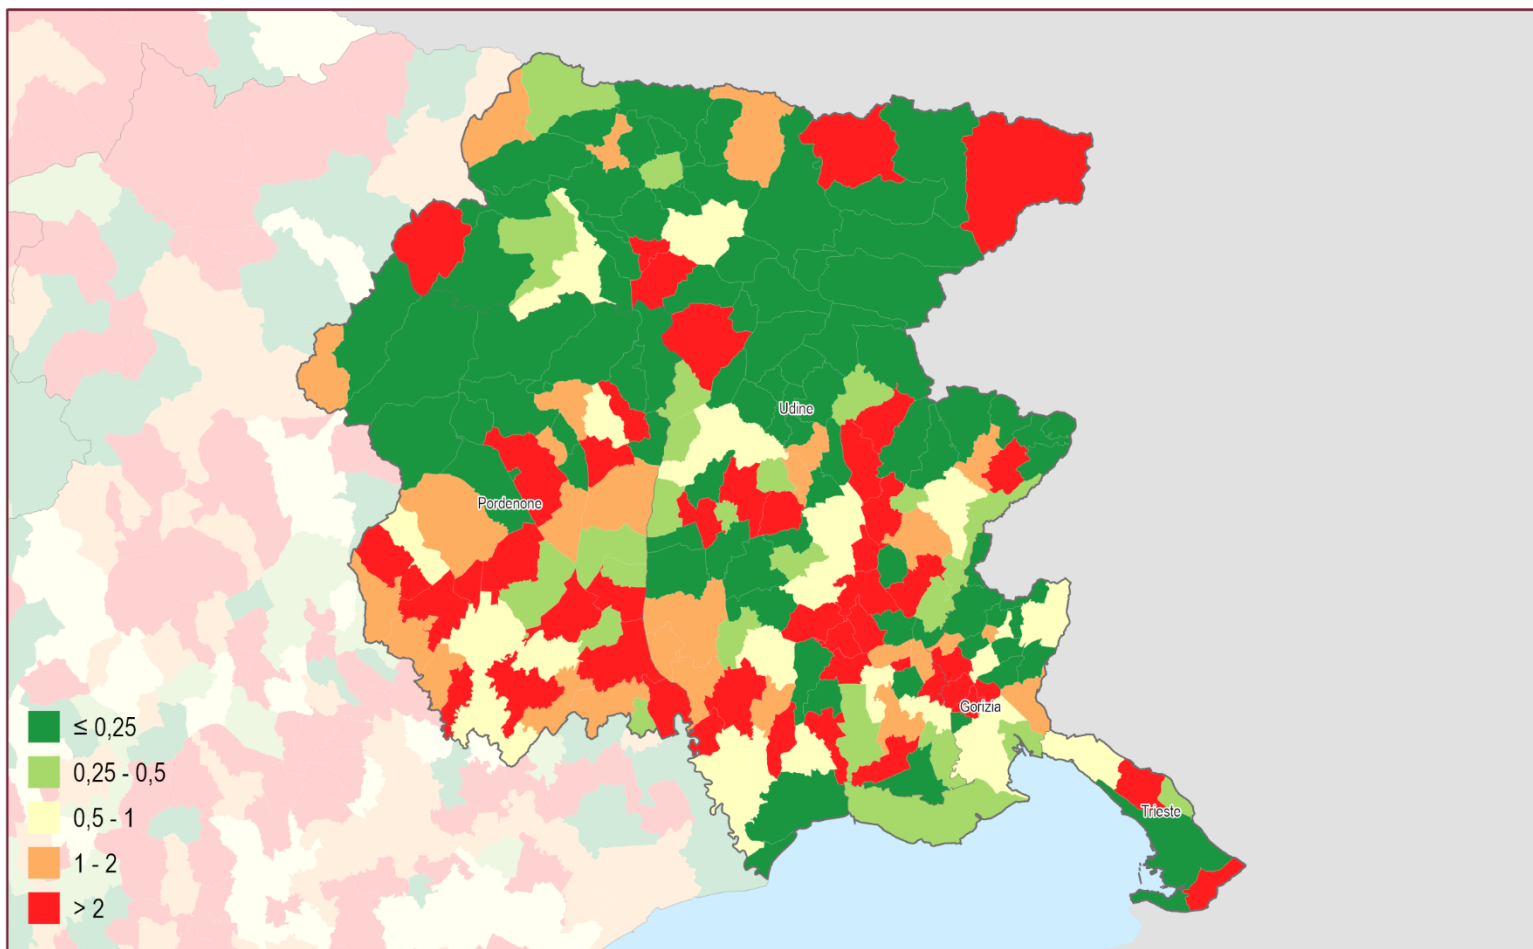 Udine
Pordenone
Gorizia
Trieste
≤ 0,25
0,25 - 0,5
0,5 - 1
1 - 2
> 2